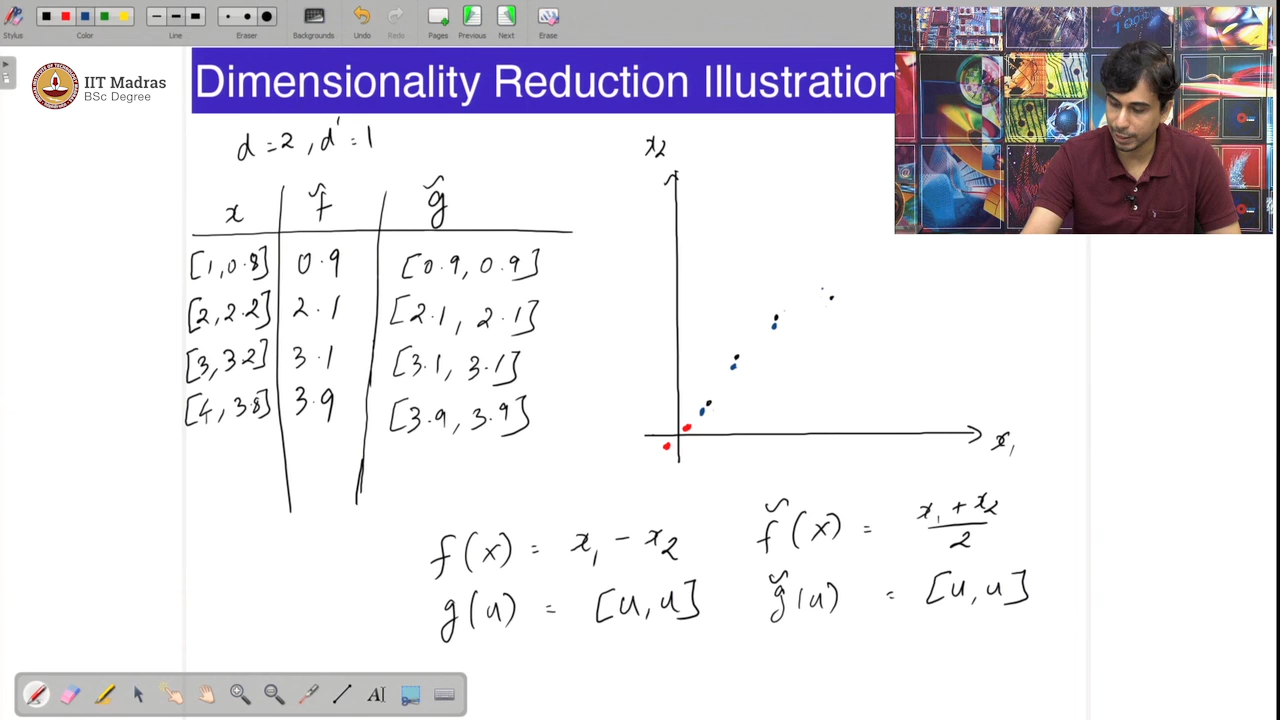 Stylus
Color
Line
Eraser
Backgrounds
Undo
Redo
Pages
Previous
Next
Erase
IIT Madras
BSc Degree
Dimensionality Reduction Illustration
d = 2 , d' = 1
x | f̃ | g̃
[1, 0.8] | 0.9 | [0.9, 0.9]
[2, 2.2] | 2.1 | [2.1, 2.1]
[3, 3.2] | 3.1 | [3.1, 3.1]
[4, 3.8] | 3.9 | [3.9, 3.9]
x₂
x₁
f(x) = x₁ − x₂
g(u) = [u, u]
f̃(x) = (x₁ + x₂)/2
g̃(u) = [u, u]
AI